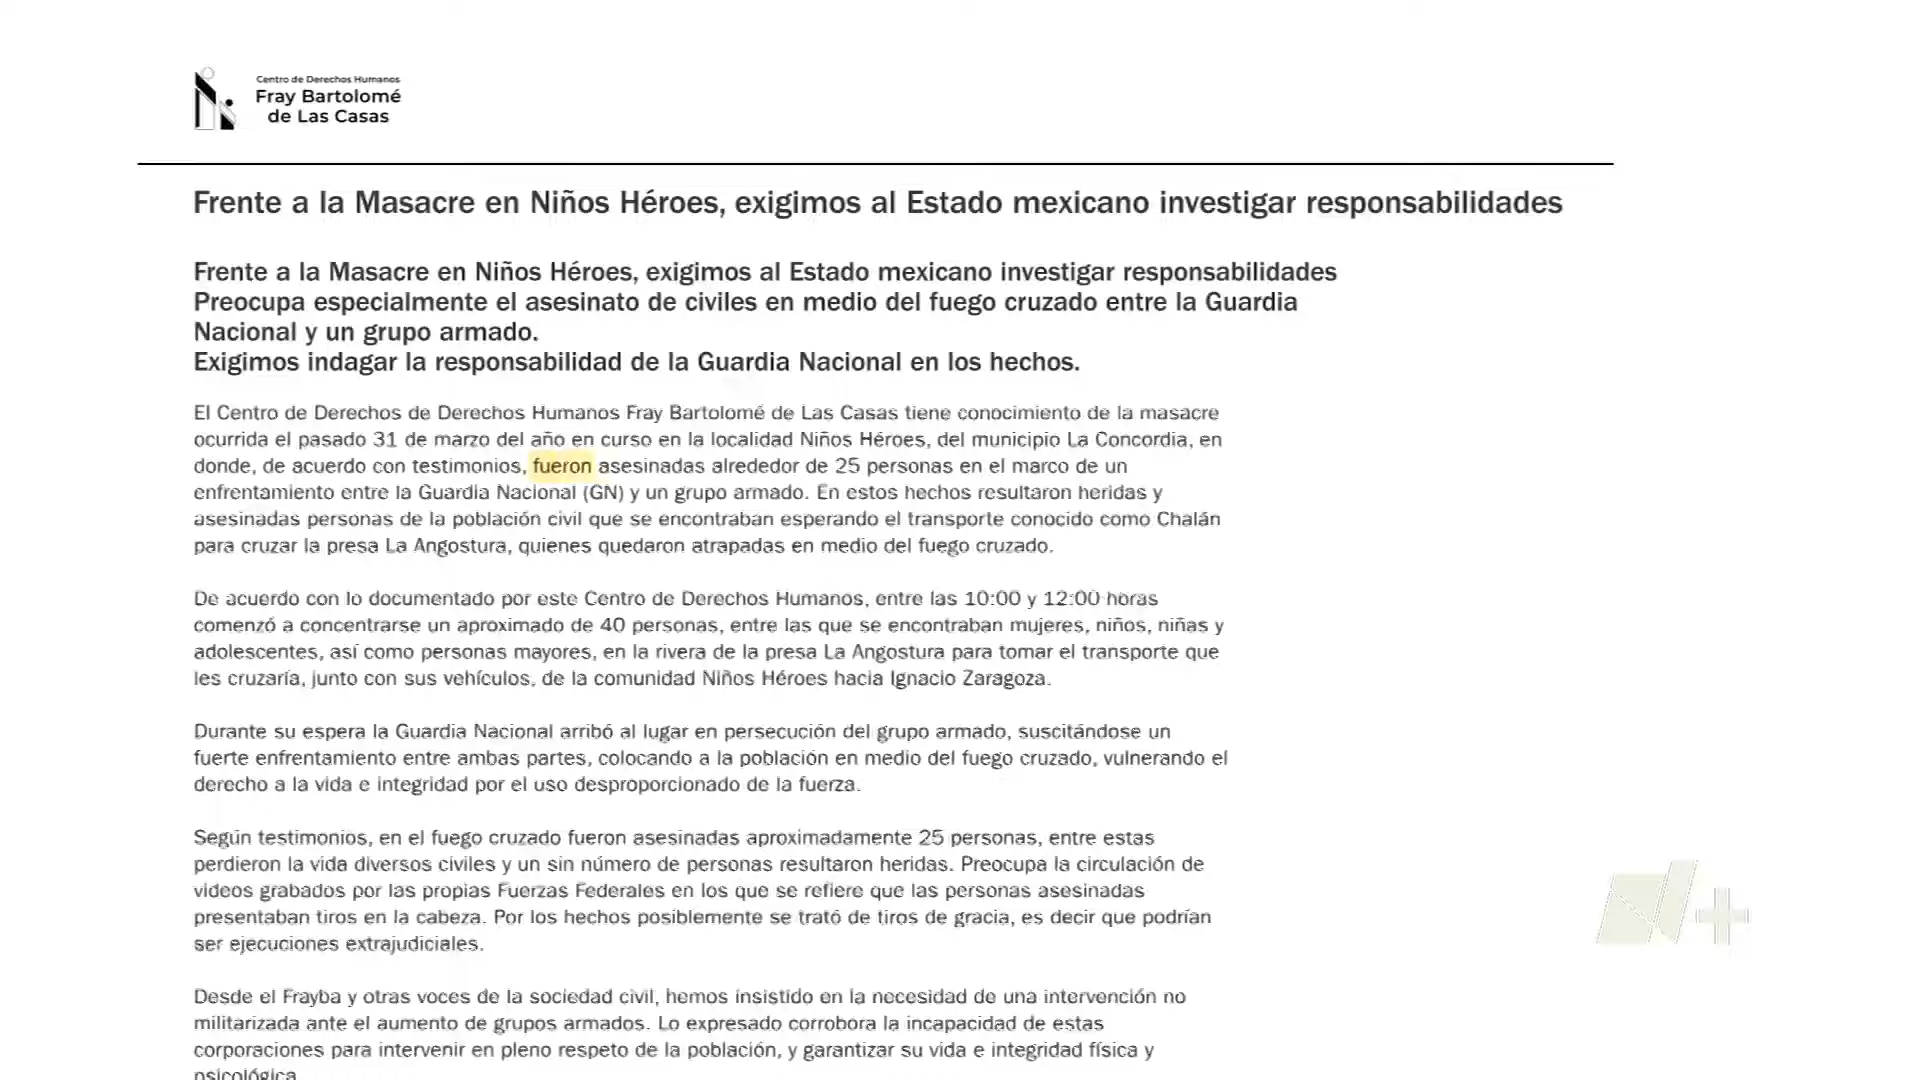 Centro de Derechos Humanos
Fray Bartolomé
de Las Casas
Frente a la Masacre en Niños Héroes, exigimos al Estado mexicano investigar responsabilidades
Frente a la Masacre en Niños Héroes, exigimos al Estado mexicano investigar responsabilidades
Preocupa especialmente el asesinato de civiles en medio del fuego cruzado entre la Guardia
Nacional y un grupo armado.
Exigimos indagar la responsabilidad de la Guardia Nacional en los hechos.
El Centro de Derechos de Derechos Humanos Fray Bartolomé de Las Casas tiene conocimiento de la masacre
ocurrida el pasado 31 de marzo del año en curso en la localidad Niños Héroes, del municipio La Concordia, en
donde, de acuerdo con testimonios, fueron asesinadas alrededor de 25 personas en el marco de un
enfrentamiento entre la Guardia Nacional (GN) y un grupo armado. En estos hechos resultaron heridas y
asesinadas personas de la población civil que se encontraban esperando el transporte conocido como Chalán
para cruzar la presa La Angostura, quienes quedaron atrapadas en medio del fuego cruzado.
De acuerdo con lo documentado por este Centro de Derechos Humanos, entre las 10:00 y 12:00 horas
comenzó a concentrarse un aproximado de 40 personas, entre las que se encontraban mujeres, niños, niñas y
adolescentes, así como personas mayores, en la rivera de la presa La Angostura para tomar el transporte que
les cruzaría, junto con sus vehículos, de la comunidad Niños Héroes hacia Ignacio Zaragoza.
Durante su espera la Guardia Nacional arribó al lugar en persecución del grupo armado, suscitándose un
fuerte enfrentamiento entre ambas partes, colocando a la población en medio del fuego cruzado, vulnerando el
derecho a la vida e integridad por el uso desproporcionado de la fuerza.
Según testimonios, en el fuego cruzado fueron asesinadas aproximadamente 25 personas, entre estas
perdieron la vida diversos civiles y un sin número de personas resultaron heridas. Preocupa la circulación de
videos grabados por las propias Fuerzas Federales en los que se refiere que las personas asesinadas
presentaban tiros en la cabeza. Por los hechos posiblemente se trató de tiros de gracia, es decir que podrían
ser ejecuciones extrajudiciales.
Desde el Frayba y otras voces de la sociedad civil, hemos insistido en la necesidad de una intervención no
militarizada ante el aumento de grupos armados. Lo expresado corrobora la incapacidad de estas
corporaciones para intervenir en pleno respeto de la población, y garantizar su vida e integridad física y
psicológica.
N+